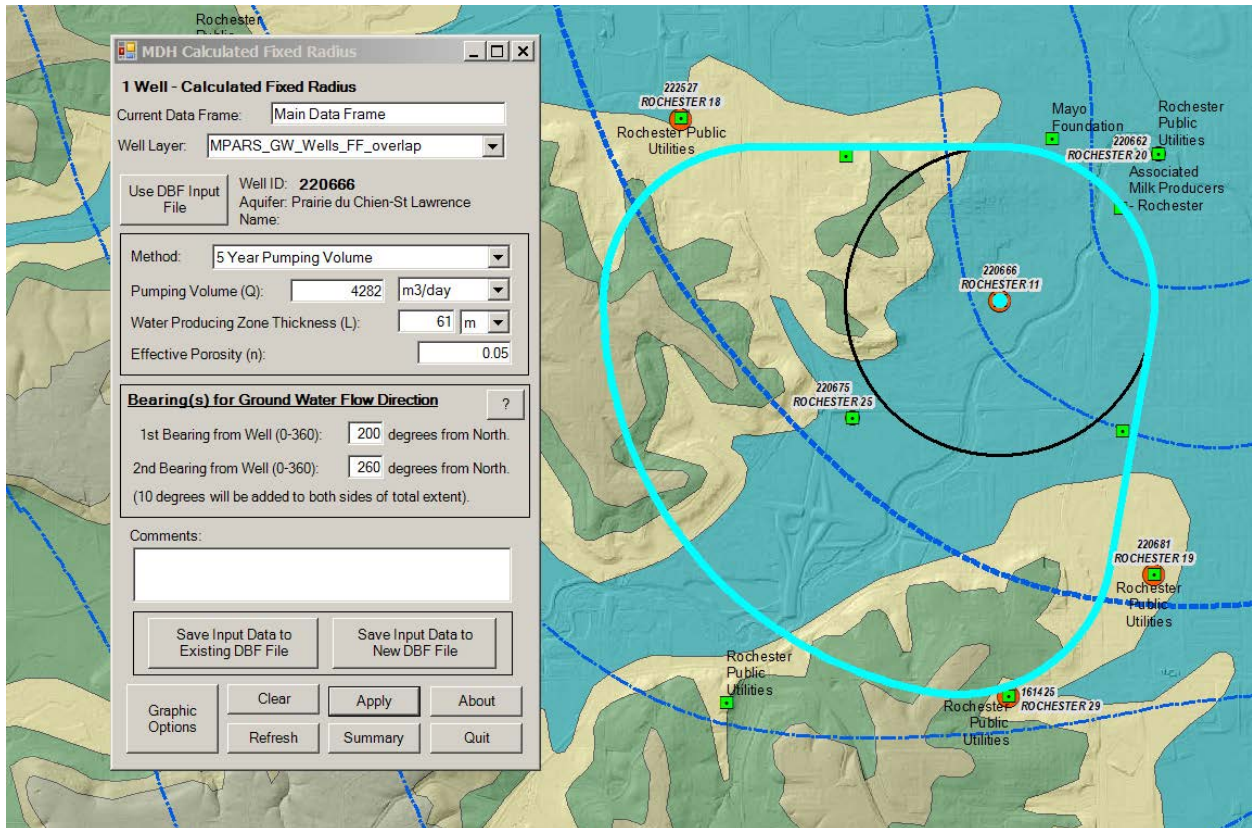 Rochester
Public
MDH Calculated Fixed Radius
1 Well - Calculated Fixed Radius
Current Data Frame: Main Data Frame
Well Layer: MPARS_GW_Wells_FF_overlap
Use DBF Input
File
Well ID: 220666
Aquifer: Prairie du Chien-St Lawrence
Name:
Method: 5 Year Pumping Volume
Pumping Volume (Q): 4282 m3/day
Water Producing Zone Thickness (L): 61 m
Effective Porosity (n): 0.05
Bearing(s) for Ground Water Flow Direction ?
1st Bearing from Well (0-360): 200 degrees from North.
2nd Bearing from Well (0-360): 260 degrees from North.
(10 degrees will be added to both sides of total extent).
Comments:
Save Input Data to
Existing DBF File
Save Input Data to
New DBF File
Graphic
Options
Clear
Apply
About
Refresh
Summary
Quit
222527
ROCHESTER 18
Rochester Public
Utilities
Mayo
Foundation
Rochester
Public
Utilities
220662
ROCHESTER 20
Associated
Milk Producers
- Rochester
220666
ROCHESTER 11
220675
ROCHESTER 25
220681
ROCHESTER 19
Rochester
Public
Utilities
Rochester
Public
Utilities
161425
ROCHESTER 29
Rochester
Public
Utilities